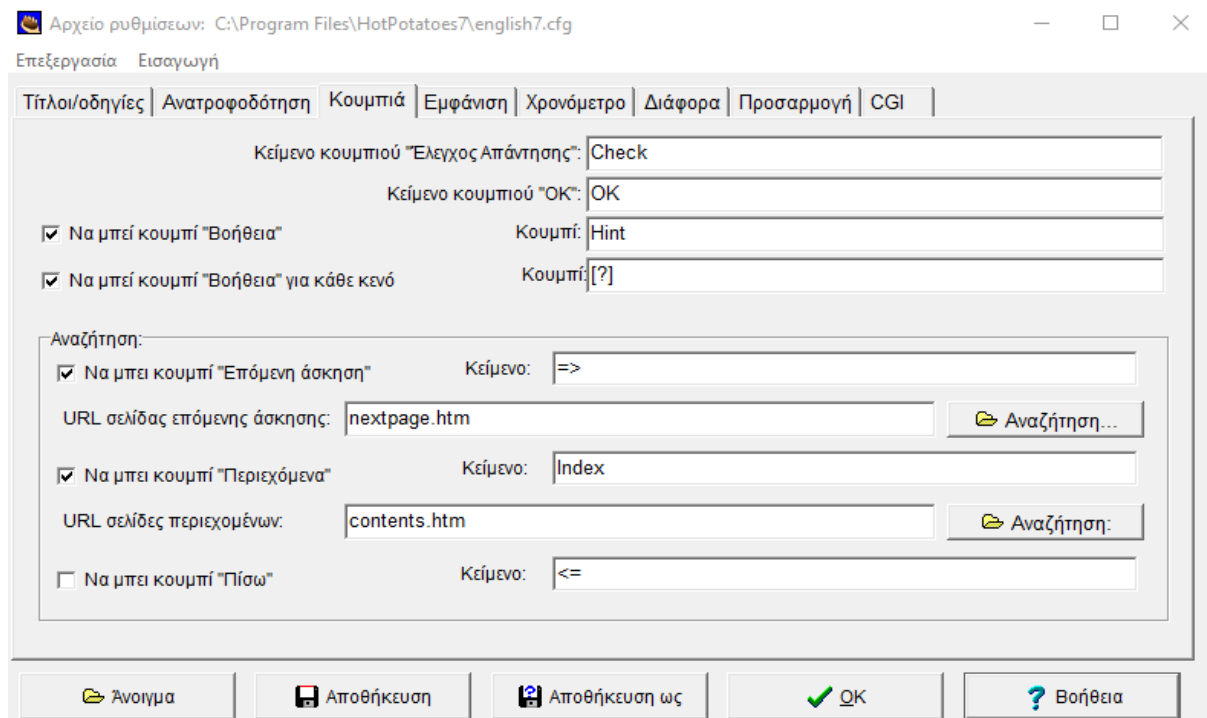 Αρχείο ρυθμίσεων: C:\Program Files\HotPotatoes7\english7.cfg
Επεξεργασία Εισαγωγή
Τίτλοι/οδηγίες Ανατροφοδότηση Κουμπιά Εμφάνιση Χρονόμετρο Διάφορα Προσαρμογή CGI
Κείμενο κουμπιού "Έλεγχος Απάντησης": Check
Κείμενο κουμπιού "ΟΚ": OK
Να μπεί κουμπί "Βοήθεια" Κουμπί: Hint
Να μπεί κουμπί "Βοήθεια" για κάθε κενό Κουμπί: [?]
Αναζήτηση:
Να μπει κουμπί "Επόμενη άσκηση" Κείμενο: =>
URL σελίδας επόμενης άσκησης: nextpage.htm Αναζήτηση...
Να μπει κουμπί "Περιεχόμενα" Κείμενο: Index
URL σελίδες περιεχομένων: contents.htm Αναζήτηση:
Να μπει κουμπί "Πίσω" Κείμενο: <=
Άνοιγμα Αποθήκευση Αποθήκευση ως OK Βοήθεια